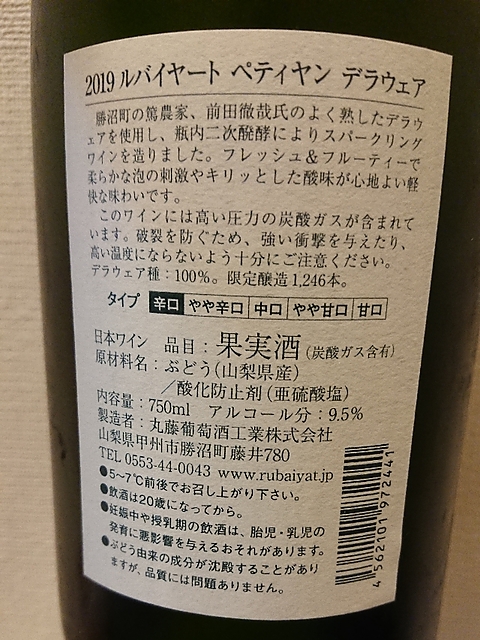 2019 ルバイヤート ペティヤン デラウェア
勝沼町の篤農家、前田徹哉氏のよく熟したデラウ
ェアを使用し、瓶内二次醗酵によりスパークリング
ワインを造りました。フレッシュ&フルーティーで
柔らかな泡の刺激やキリッとした酸味が心地よい軽
快な味わいです。
このワインには高い圧力の炭酸ガスが含まれて
います。破裂を防ぐため、強い衝撃を与えたり、
高い温度にならないよう十分にご注意ください。
デラウェア種:100%。限定醸造1,246本。
タイプ 辛口 やや辛口 中口 やや甘口 甘口
日本ワイン 品目:果実酒(炭酸ガス含有)
原材料名:ぶどう(山梨県産)
/酸化防止剤(亜硫酸塩)
内容量:750ml アルコール分:9.5%
製造者:丸藤葡萄酒工業株式会社
山梨県甲州市勝沼町藤井780
TEL 0553-44-0043 www.rubaiyat.jp
●5~7℃前後でお召し上がり下さい。
●飲酒は20歳になってから。
●妊娠中や授乳期の飲酒は、胎児・乳児の
発育に悪影響を与えるおそれがあります。
●ぶどう由来の成分が沈殿することがあり
ますが、品質には問題ありません。
4 562101 972441